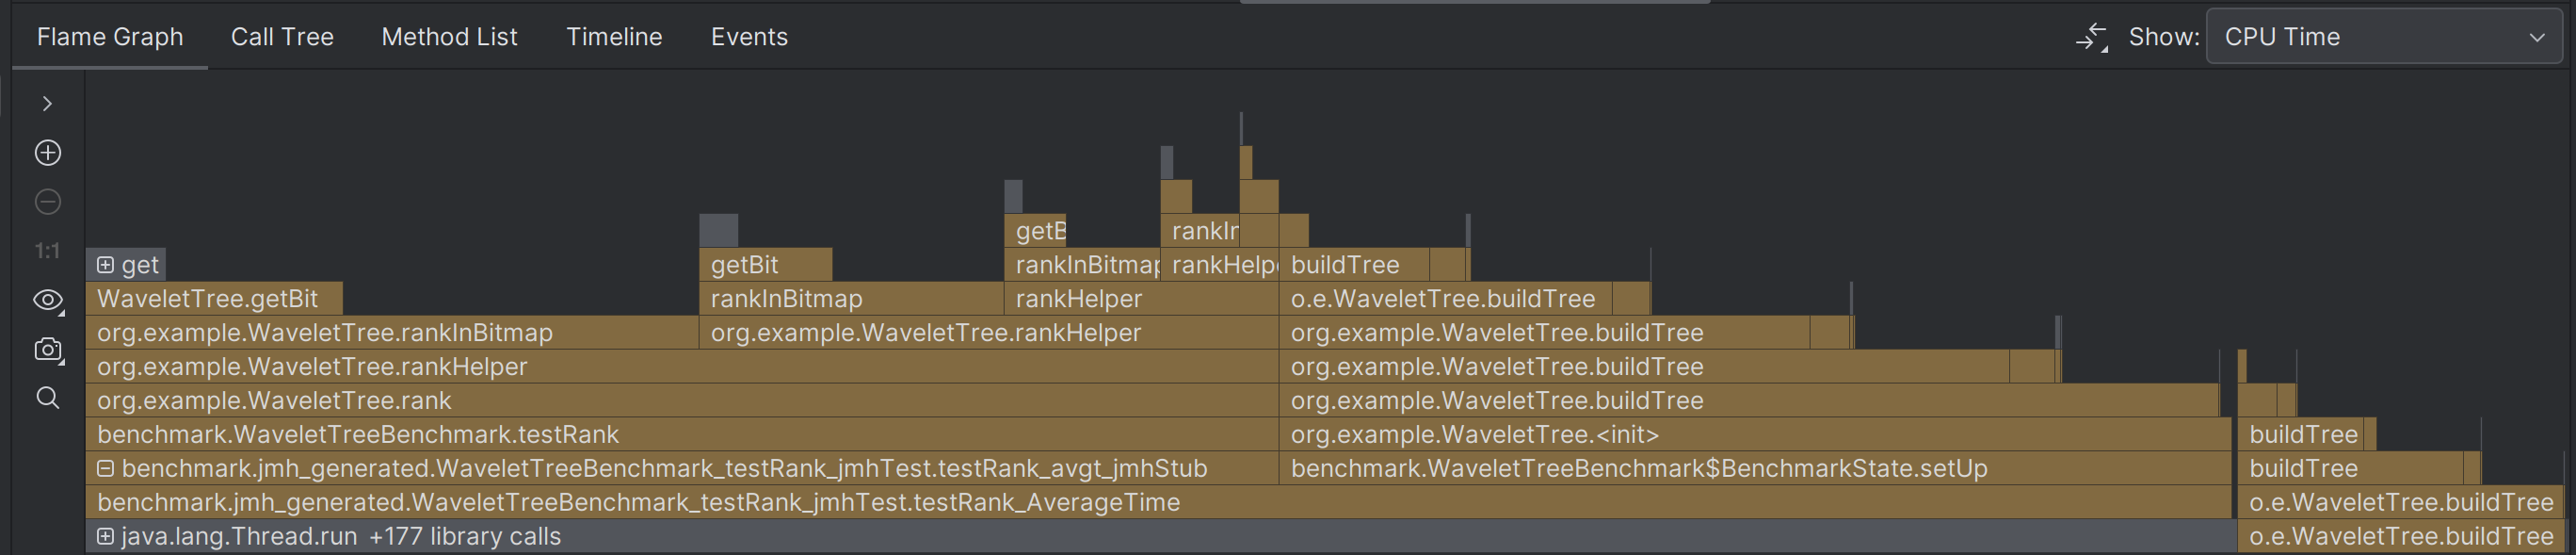 Flame Graph Call Tree Method List Timeline Events Show: CPU Time
1:1
getB rankIn
get getBit rankInBitmap rankHelp buildTree
WaveletTree.getBit rankInBitmap rankHelper o.e.WaveletTree.buildTree
org.example.WaveletTree.rankInBitmap org.example.WaveletTree.rankHelper org.example.WaveletTree.buildTree
org.example.WaveletTree.rankHelper org.example.WaveletTree.buildTree
org.example.WaveletTree.rank org.example.WaveletTree.buildTree
benchmark.WaveletTreeBenchmark.testRank org.example.WaveletTree.<init> buildTree
benchmark.jmh_generated.WaveletTreeBenchmark_testRank_jmhTest.testRank_avgt_jmhStub benchmark.WaveletTreeBenchmark$BenchmarkState.setUp buildTree
benchmark.jmh_generated.WaveletTreeBenchmark_testRank_jmhTest.testRank_AverageTime o.e.WaveletTree.buildTree
java.lang.Thread.run +177 library calls o.e.WaveletTree.buildTree